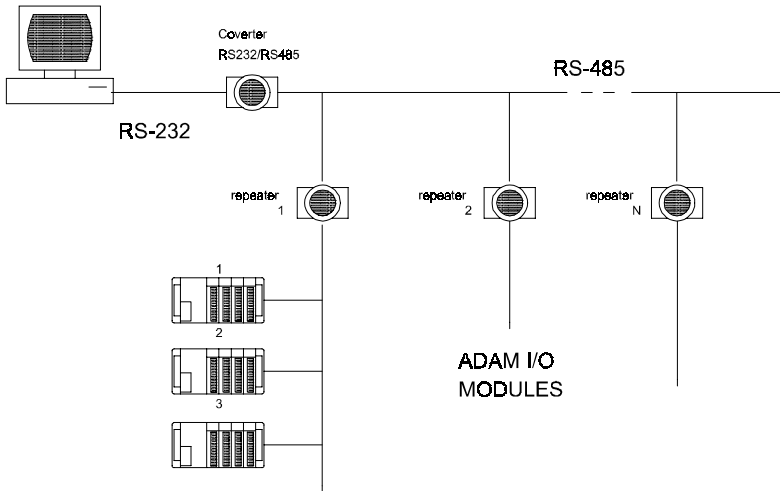 Coverter
RS232/RS485
RS-485
RS-232
repeater
1
repeater
2
repeater
N
1
2
3
ADAM I/O
MODULES